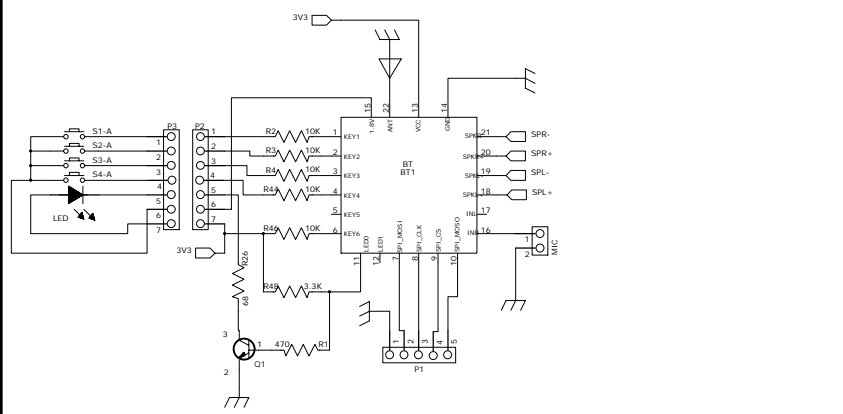 3V3
15
22
13
14
1.8V
ANT
VCC
GND
S1-A
S2-A
S3-A
S4-A
LED
P3
1
2
3
4
5
6
7
P2
1
2
3
4
5
6
7
3V3
R2 10K 1 KEY1
R3 10K 2 KEY2
R4 10K 3 KEY3
R44 10K 4 KEY4
5 KEY5
R46 10K 6 KEY6
BT
BT1
SPKR 21 SPR-
SPKR 20 SPR+
SPKL 19 SPL-
SPKL 18 SPL+
INL 17
INR 16
1
2
MIC
LED0
LED1
SPI_MOSI
SPI_CLK
SPI_CS
SPI_MOSO
11
12
7
8
9
10
R26
68
R48 3.3K
3
470 R1
1
Q1
2
1
2
3
4
5
P1